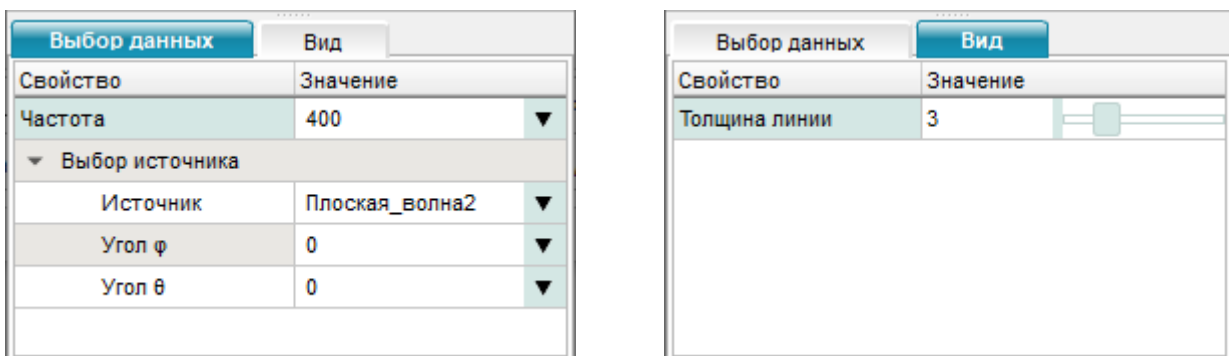 Выбор данных Вид
Свойство Значение
Частота 400
Выбор источника
Источник Плоская_волна2
Угол φ 0
Угол θ 0
Выбор данных Вид
Свойство Значение
Толщина линии 3